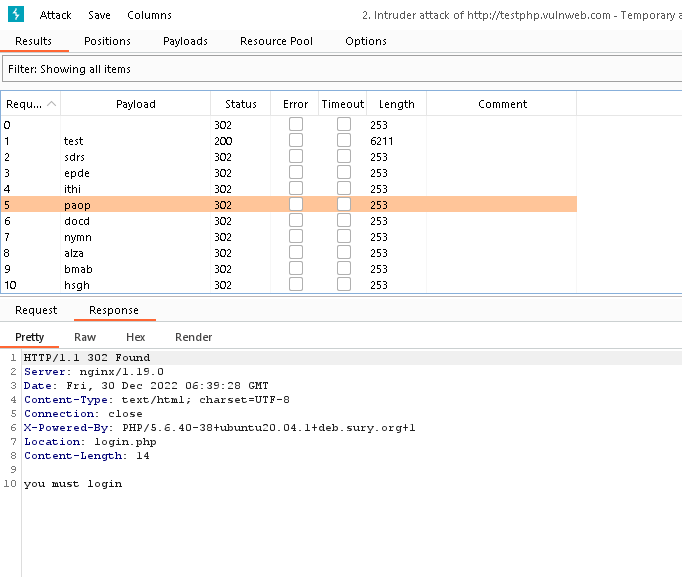 Attack Save Columns 2. Intruder attack of http://testphp.vulnweb.com - Temporary a
Results Positions Payloads Resource Pool Options
Filter: Showing all items
Requ... Payload Status Error Timeout Length Comment
0 302 253
1 test 200 6211
2 sdrs 302 253
3 epde 302 253
4 ithi 302 253
5 paop 302 253
6 docd 302 253
7 nymn 302 253
8 alza 302 253
9 bmab 302 253
10 hsgh 302 253
Request Response
Pretty Raw Hex Render
1 HTTP/1.1 302 Found
2 Server: nginx/1.19.0
3 Date: Fri, 30 Dec 2022 06:39:28 GMT
4 Content-Type: text/html; charset=UTF-8
5 Connection: close
6 X-Powered-By: PHP/5.6.40-38+ubuntu20.04.1+deb.sury.org+1
7 Location: login.php
8 Content-Length: 14
9
10 you must login